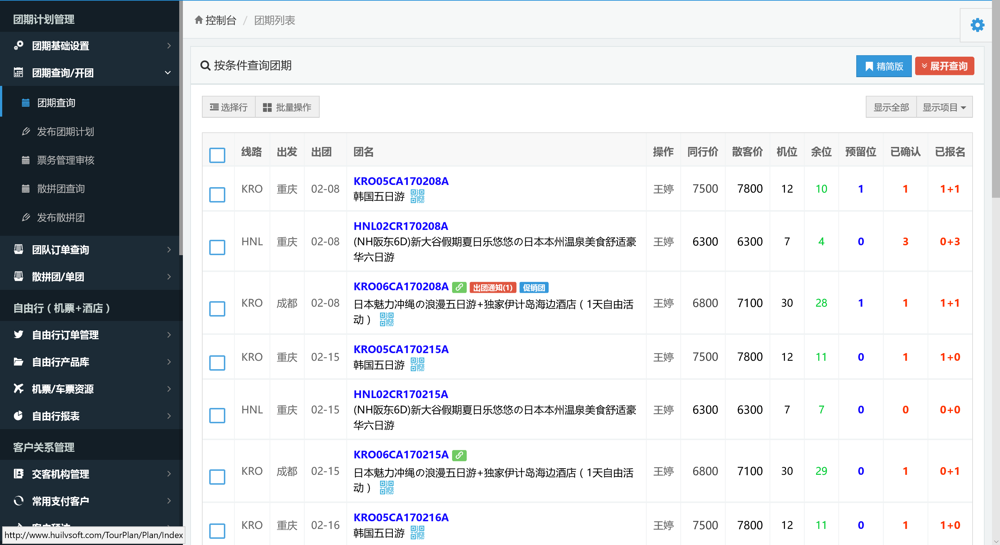 团期计划管理
团期基础设置
团期查询/开团
团期查询
发布团期计划
票务管理审核
散拼团查询
发布散拼团
团队订单查询
散拼团/单团
自由行（机票+酒店）
自由行订单管理
自由行产品库
机票/车票资源
自由行报表
客户关系管理
交客机构管理
常用支付客户
http://www.huilvsoft.com/TourPlan/Plan/Index
控制台 / 团期列表
按条件查询团期
精简版 展开查询
选择行 批量操作 显示全部 显示项目
线路 出发 出团 团名 操作 同行价 散客价 机位 余位 预留位 已确认 已报名
KRO05CA170208A
KRO 重庆 02-08 韩国五日游 王婷 7500 7800 12 10 1 1 1+1
HNL02CR170208A
HNL 重庆 02-08 (NH阪东6D)新大谷假期夏日乐悠悠の日本本州温泉美食舒适豪 王婷 6300 6300 7 4 0 3 0+3
华六日游
KRO06CA170208A 出团通知(1) 促销团
KRO 成都 02-08 日本魅力冲绳の浪漫五日游+独家伊计岛海边酒店（1天自由活 王婷 6800 7100 30 28 1 1 1+1
动）
KRO05CA170215A
KRO 重庆 02-15 韩国五日游 王婷 7500 7800 12 11 0 1 1+0
HNL02CR170215A
HNL 重庆 02-15 (NH阪东6D)新大谷假期夏日乐悠悠の日本本州温泉美食舒适豪 王婷 6300 6300 7 7 0 0 0+0
华六日游
KRO06CA170215A
KRO 成都 02-15 日本魅力冲绳の浪漫五日游+独家伊计岛海边酒店（1天自由活 王婷 6800 7100 30 29 0 1 0+1
动）
KRO05CA170216A
KRO 重庆 02-16 韩国五日游 王婷 7500 7800 12 11 0 1 1+0